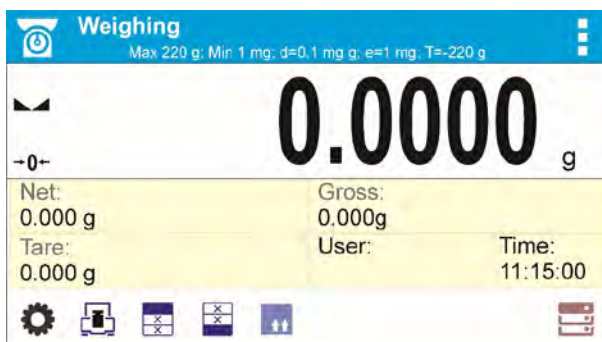 Weighing
Max 220 g; Min 1 mg; d=0.1 mg g; e=1 mg; T=-220 g
0.0000 g
→0←
Net: Gross:
0.000 g 0.000g
Tare: User: Time:
0.000 g 11:15:00